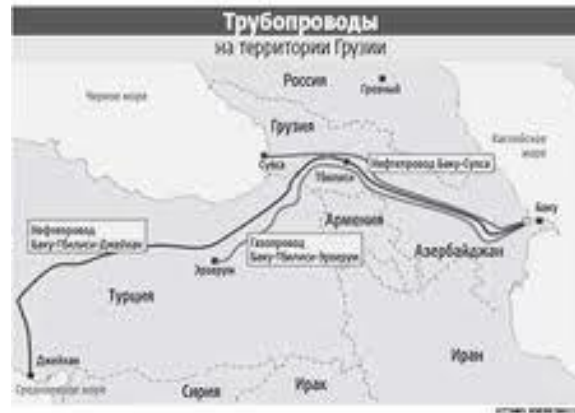 Трубопроводы
на территории Грузии
Россия
Грозный
Черное море
Грузия
Каспийское
море
Супса
Нефтепровод Баку-Супса
Тбилиси
Баку
Армения
Нефтепровод
Баку-Тбилиси-Джейхан
Газопровод
Баку-Тбилиси-Эрзерум
Азербайджан
Эрзерум
Турция
Иран
Джейхан
Средиземное море
Сирия
Ирак